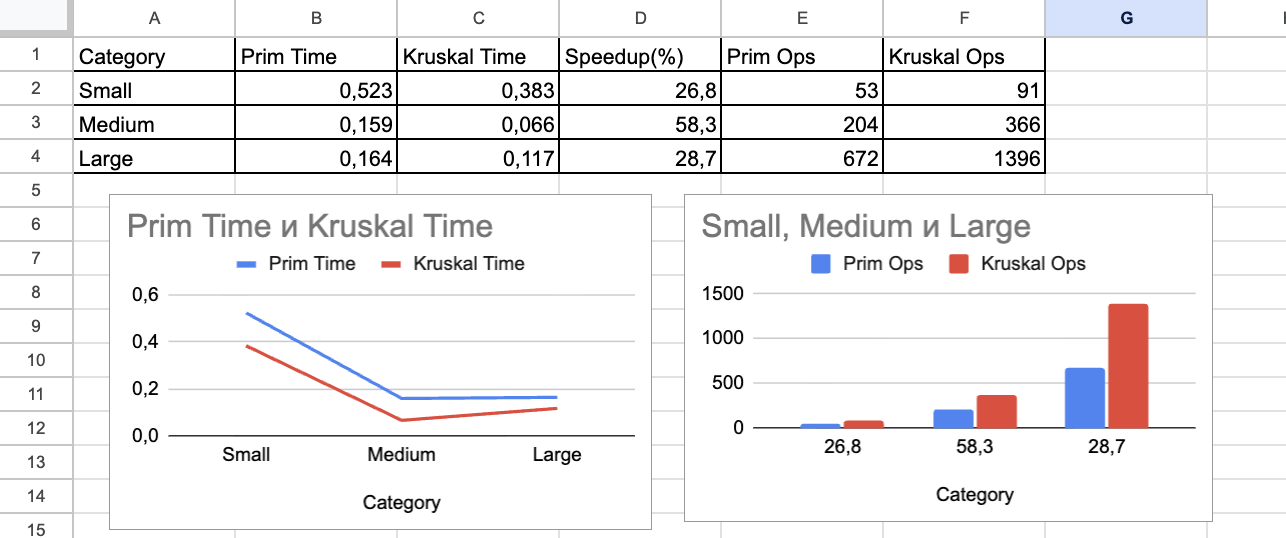 A B C D E F G
1 Category Prim Time Kruskal Time Speedup(%) Prim Ops Kruskal Ops
2 Small 0,523 0,383 26,8 53 91
3 Medium 0,159 0,066 58,3 204 366
4 Large 0,164 0,117 28,7 672 1396
5
6
7
8
9
10
11
12
13
14
15
Prim Time и Kruskal Time
Prim Time Kruskal Time
0,6
0,4
0,2
0,0
Small Medium Large
Category
Small, Medium и Large
Prim Ops Kruskal Ops
1500
1000
500
0
26,8 58,3 28,7
Category